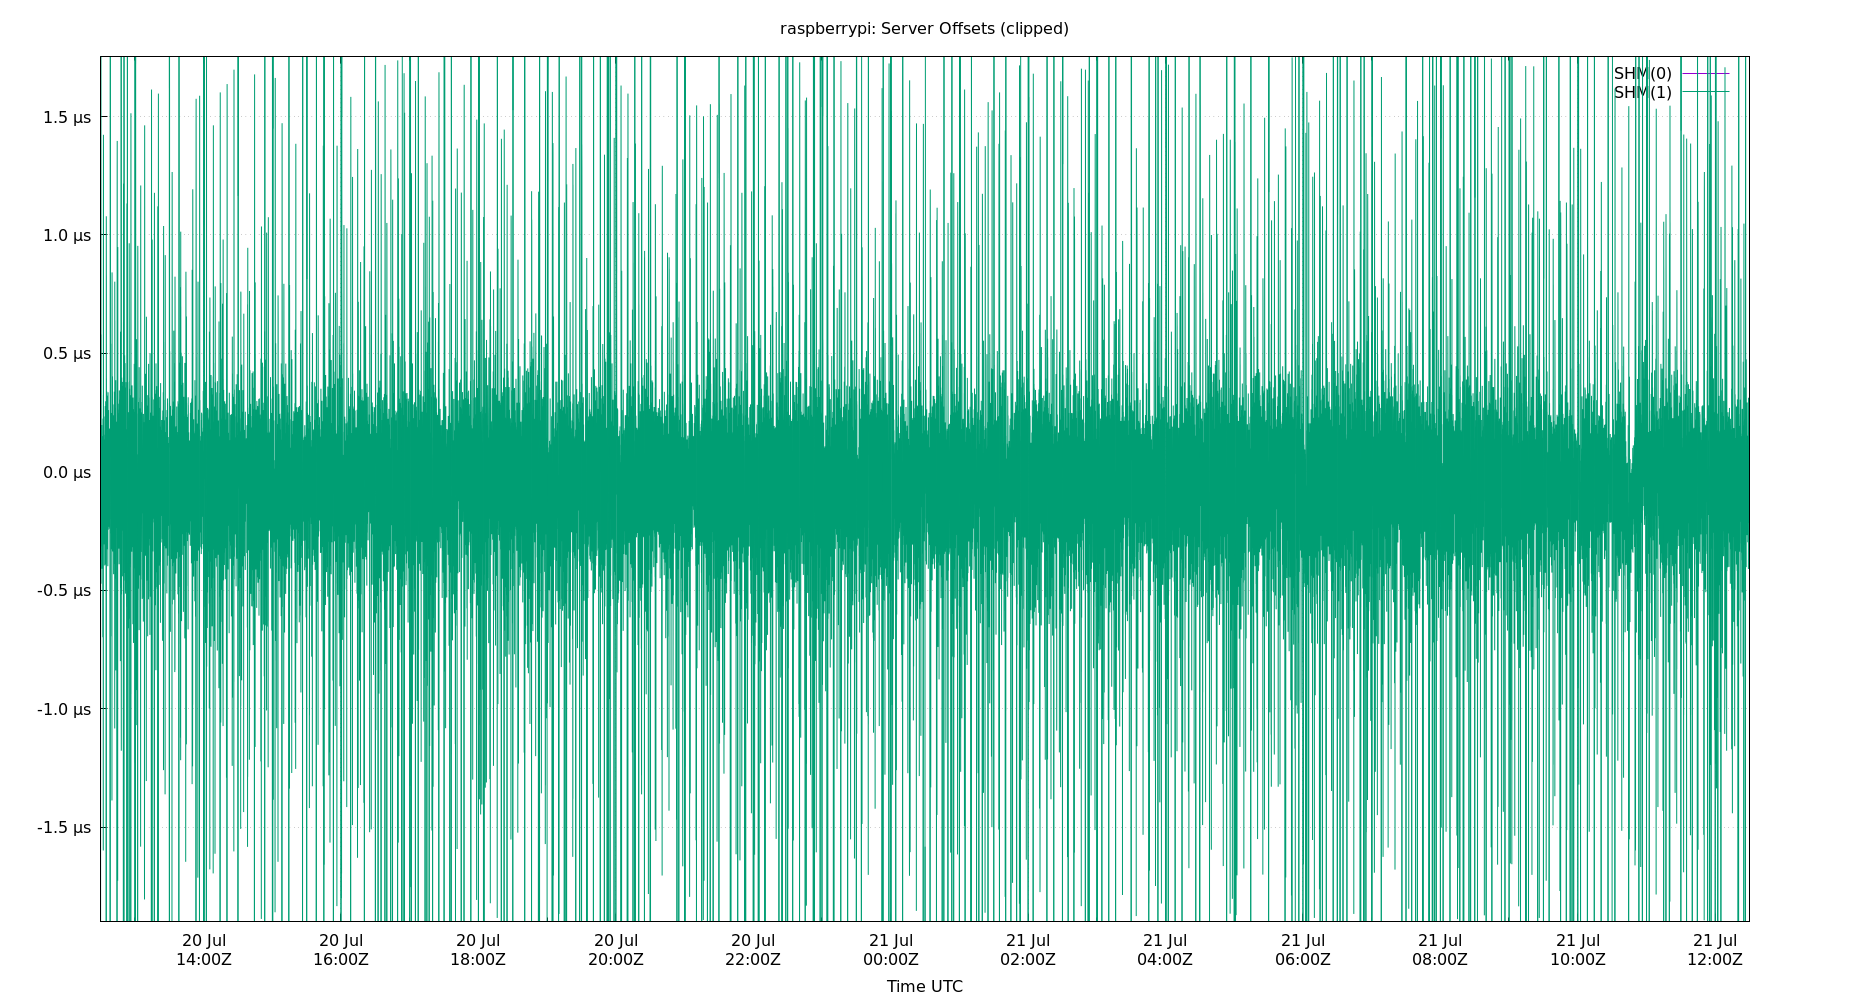 raspberrypi: Server Offsets (clipped)
SHM(0)
SHM(1)
1.5 µs
1.0 µs
0.5 µs
0.0 µs
-0.5 µs
-1.0 µs
-1.5 µs
20 Jul 20 Jul 20 Jul 20 Jul 20 Jul 21 Jul 21 Jul 21 Jul 21 Jul 21 Jul 21 Jul 21 Jul
14:00Z 16:00Z 18:00Z 20:00Z 22:00Z 00:00Z 02:00Z 04:00Z 06:00Z 08:00Z 10:00Z 12:00Z
Time UTC